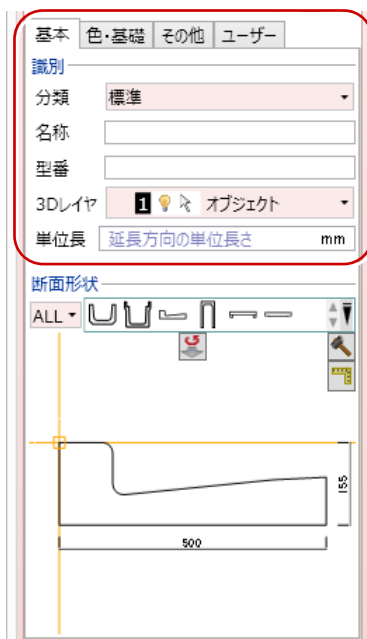 基本 色・基礎 その他 ユーザー
識別
分類 標準
名称
型番
3Dレイヤ 1 オブジェクト
単位長 延長方向の単位長さ mm
断面形状
ALL
155
500